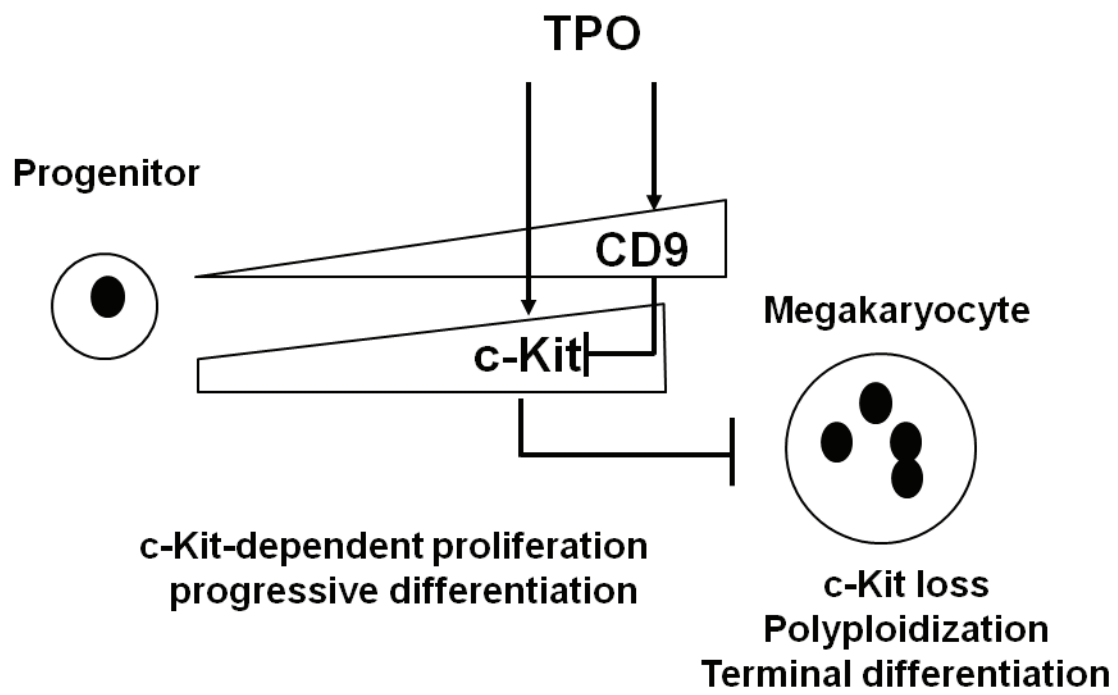 TPO
Progenitor
CD9
Megakaryocyte
c-Kit
c-Kit-dependent proliferation
progressive differentiation
c-Kit loss
Polyploidization
Terminal differentiation